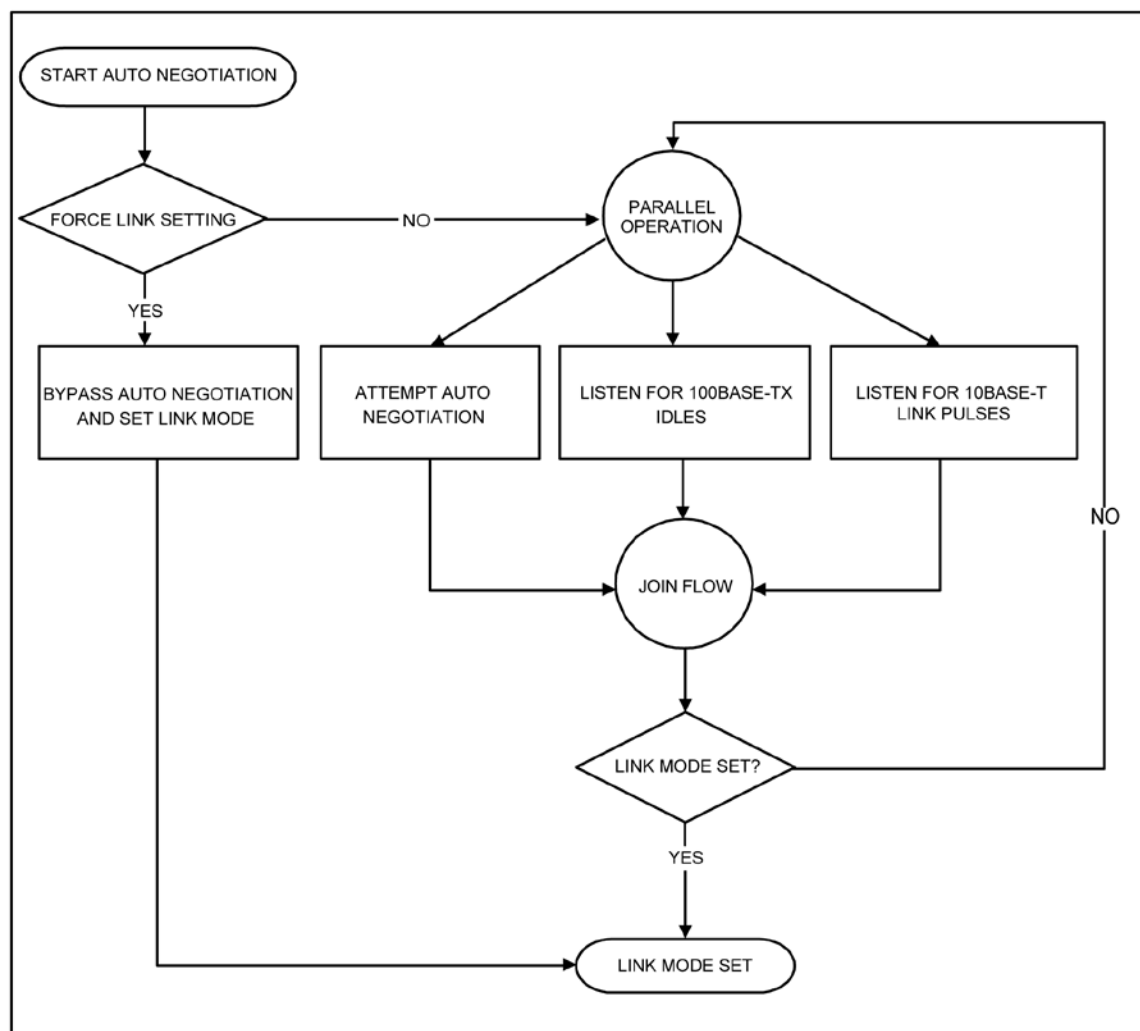 START AUTO NEGOTIATION
FORCE LINK SETTING
NO
PARALLEL
OPERATION
YES
BYPASS AUTO NEGOTIATION
AND SET LINK MODE
ATTEMPT AUTO
NEGOTIATION
LISTEN FOR 100BASE-TX
IDLES
LISTEN FOR 10BASE-T
LINK PULSES
NO
JOIN FLOW
LINK MODE SET?
YES
LINK MODE SET